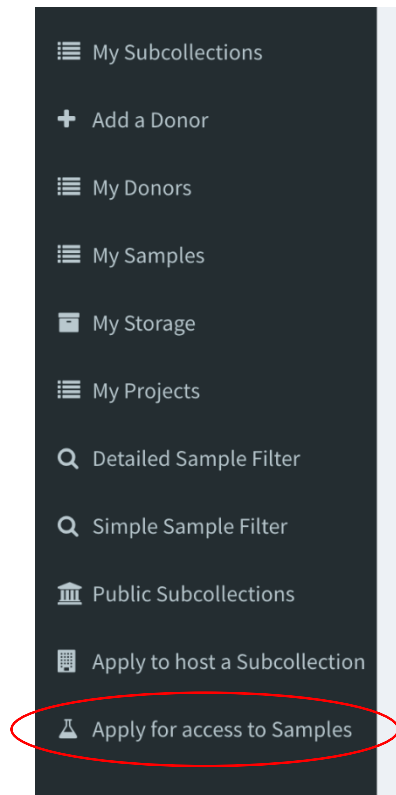 My Subcollections
Add a Donor
My Donors
My Samples
My Storage
My Projects
Detailed Sample Filter
Simple Sample Filter
Public Subcollections
Apply to host a Subcollection
Apply for access to Samples